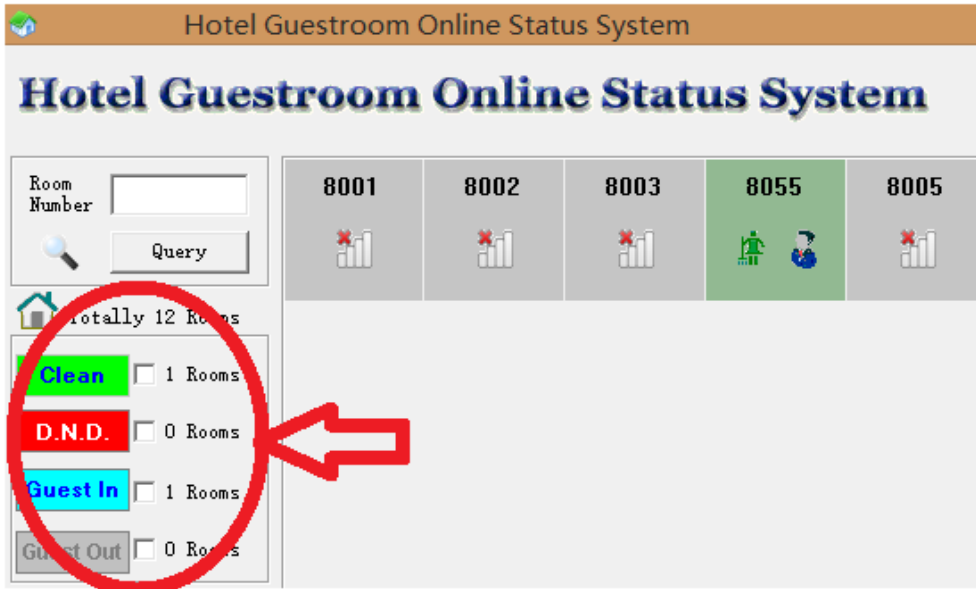 Hotel Guestroom Online Status System
Hotel Guestroom Online Status System
Room
Number
Query
8001
8002
8003
8055
8005
Totally 12 Rooms
Clean 1 Rooms
D.N.D. 0 Rooms
Guest In 1 Rooms
Guest Out 0 Rooms